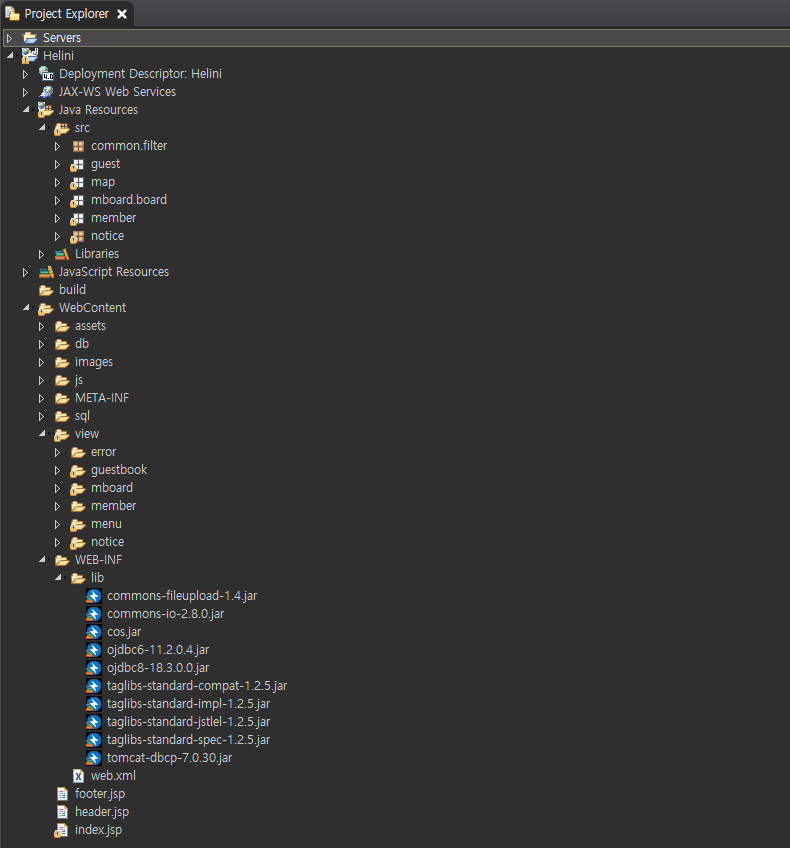 Project Explorer
Servers
Helini
Deployment Descriptor: Helini
JAX-WS Web Services
Java Resources
src
common.filter
guest
map
mboard.board
member
notice
Libraries
JavaScript Resources
build
WebContent
assets
db
images
js
META-INF
sql
view
error
guestbook
mboard
member
menu
notice
WEB-INF
lib
commons-fileupload-1.4.jar
commons-io-2.8.0.jar
cos.jar
ojdbc6-11.2.0.4.jar
ojdbc8-18.3.0.0.jar
taglibs-standard-compat-1.2.5.jar
taglibs-standard-impl-1.2.5.jar
taglibs-standard-jstlel-1.2.5.jar
taglibs-standard-spec-1.2.5.jar
tomcat-dbcp-7.0.30.jar
web.xml
footer.jsp
header.jsp
index.jsp